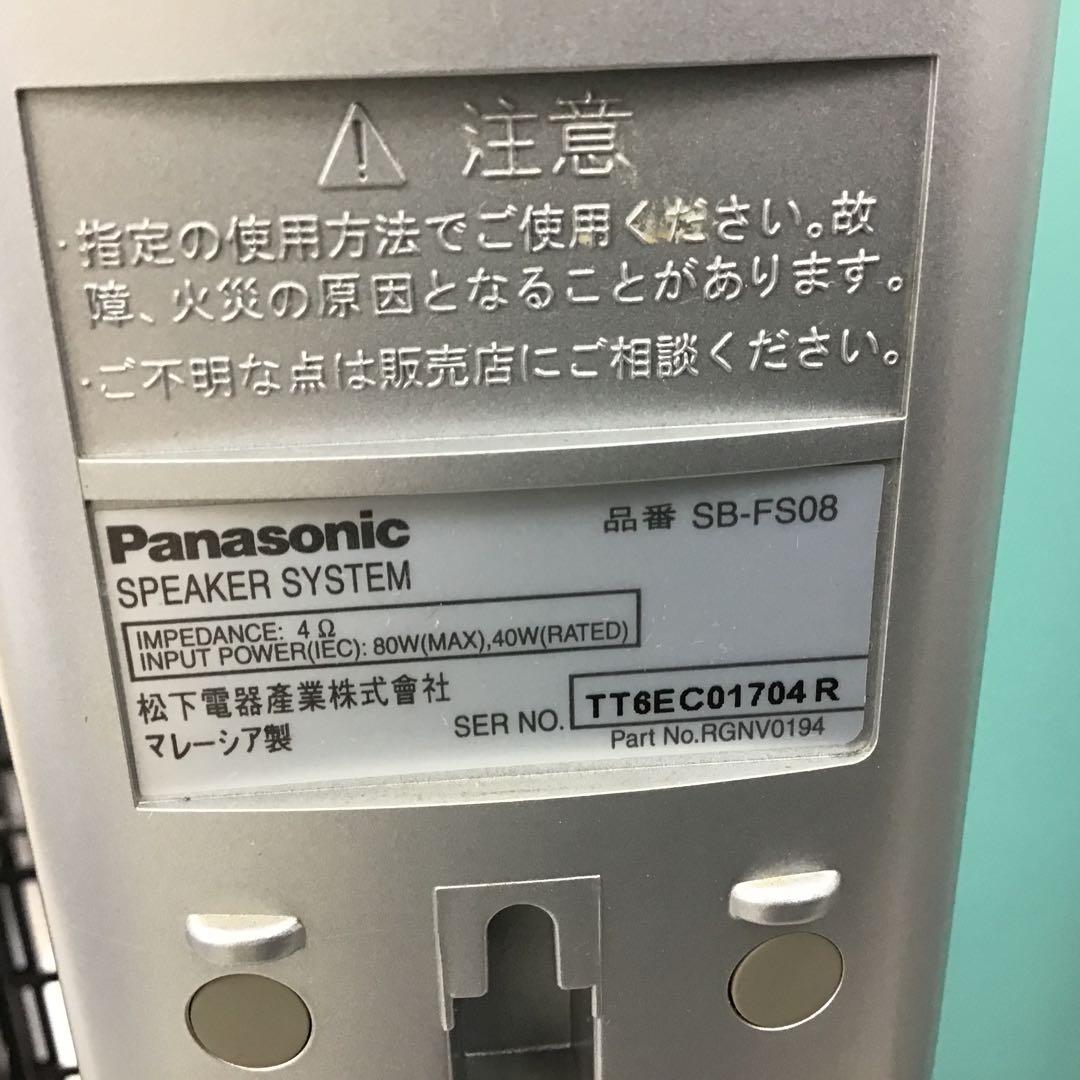 注意
・指定の使用方法でご使用ください。故
障、火災の原因となることがあります。
・ご不明な点は販売店にご相談ください。
Panasonic
品番 SB-FS08
SPEAKER SYSTEM
IMPEDANCE: 4 Ω
INPUT POWER(IEC): 80W(MAX),40W(RATED)
松下電器產業株式會社
SER NO. TT6EC01704 R
マレーシア製
Part No.RGNV0194